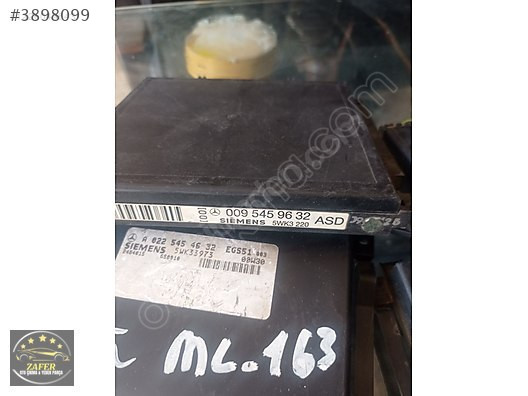 #3898099
009 545 96 32 ASD
SIEMENS 5WK3 220
A 022 545 46 32 EGS51
SIEMENS 5WK33973
00W30
ML.163
ZAFER